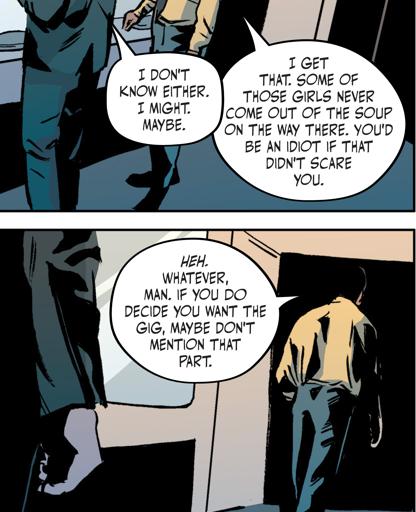 I DON'T
KNOW EITHER.
I MIGHT.
MAYBE.
I GET
THAT. SOME OF
THOSE GIRLS NEVER
COME OUT OF THE SOUP
ON THE WAY THERE. YOU'D
BE AN IDIOT IF THAT
DIDN'T SCARE
YOU.
HEH.
WHATEVER,
MAN. IF YOU DO
DECIDE YOU WANT THE
GIG, MAYBE DON'T
MENTION THAT
PART.